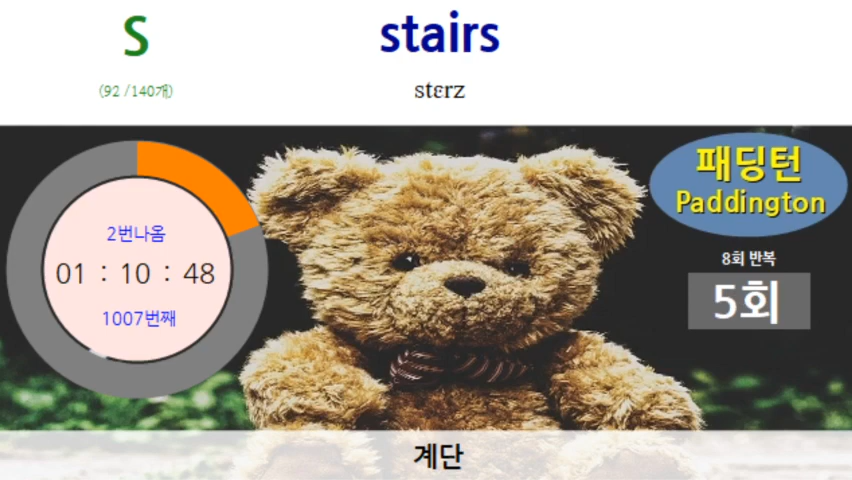 S
stairs
(92 /140개)
stɛrz
패딩턴
Paddington
2번나옴
01 : 10 : 48
1007번째
8회 반복
5회
계단